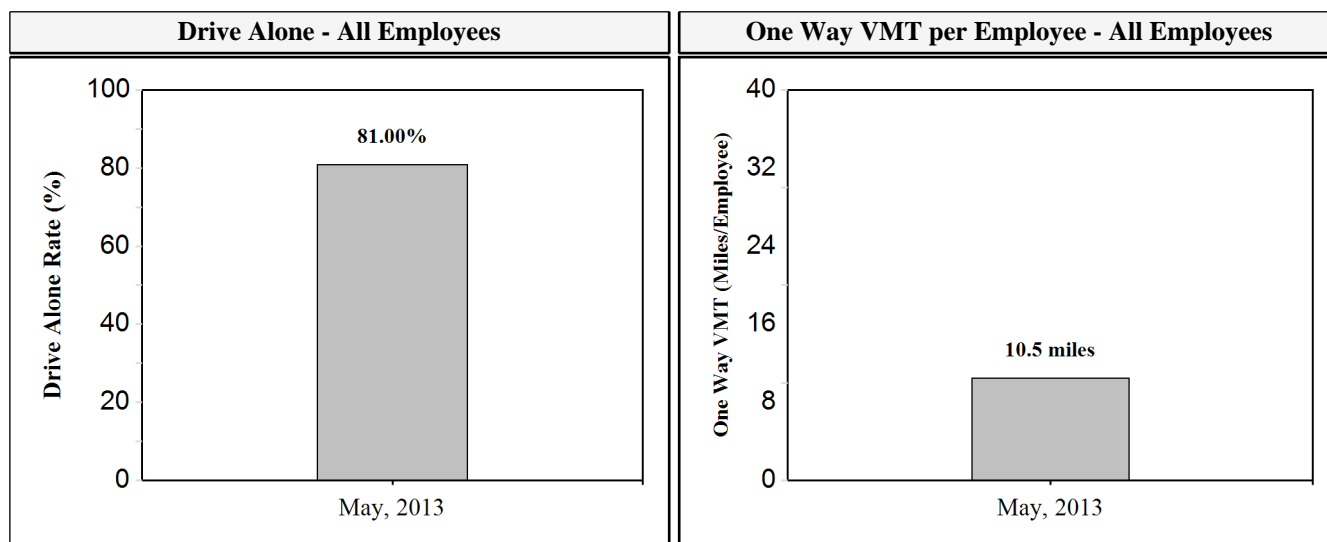 Drive Alone - All Employees
One Way VMT per Employee - All Employees
Drive Alone Rate (%)
100
80
60
40
20
0
81.00%
May, 2013
One Way VMT (Miles/Employee)
40
32
24
16
8
0
10.5 miles
May, 2013